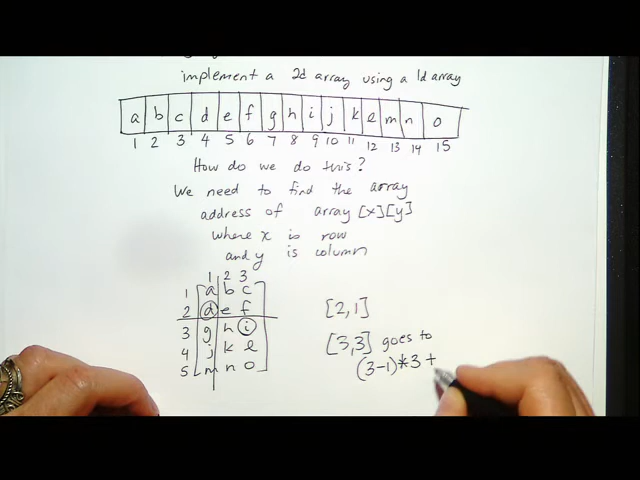 implement a 2d array using a 1d array
a b c d e f g h i j k l m n o
1 2 3 4 5 6 7 8 9 10 11 12 13 14 15
How do we do this?
We need to find the array
address of array [x][y]
where x is row
and y is column
1 2 3
1 a b c
2 d e f
3 g h i
4 j k l
5 m n o
[2,1]
[3,3] goes to
(3-1)*3+